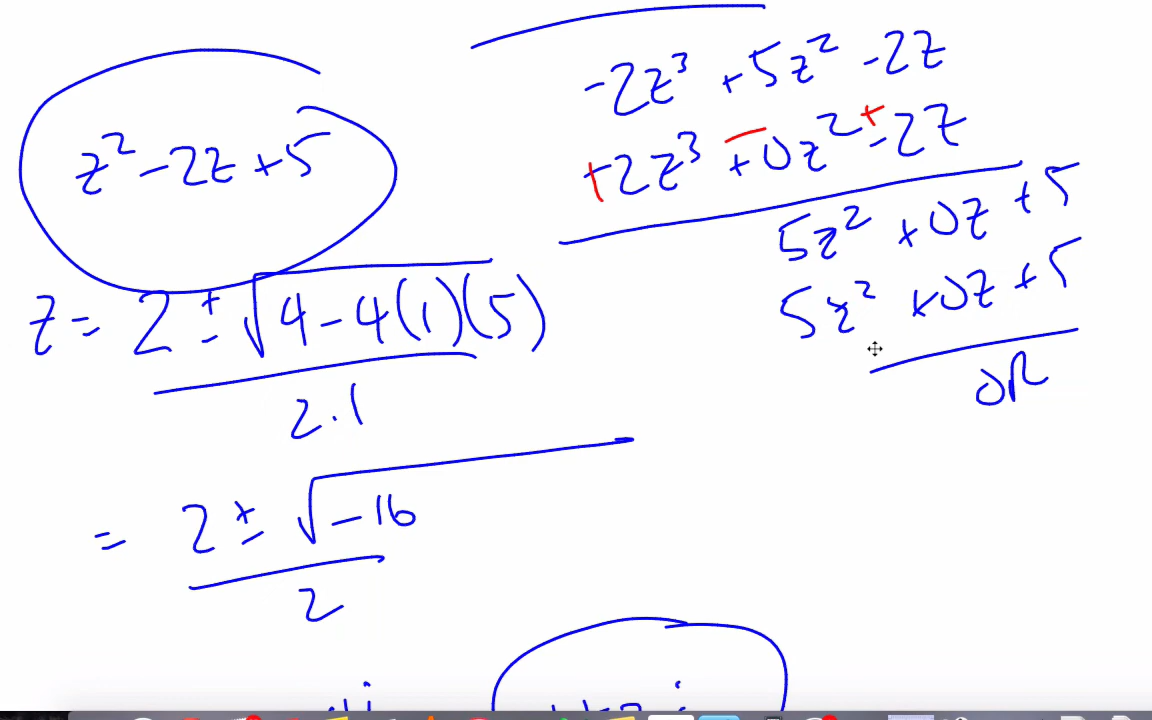 -2z³ +5z² -2z
+2z³ +0z² + -2z
z² -2z +5
5z² +0z +5
5z² +0z +5
z = 2 ± √4-4(1)(5)
2.1
0R
= 2 ± √-16
2